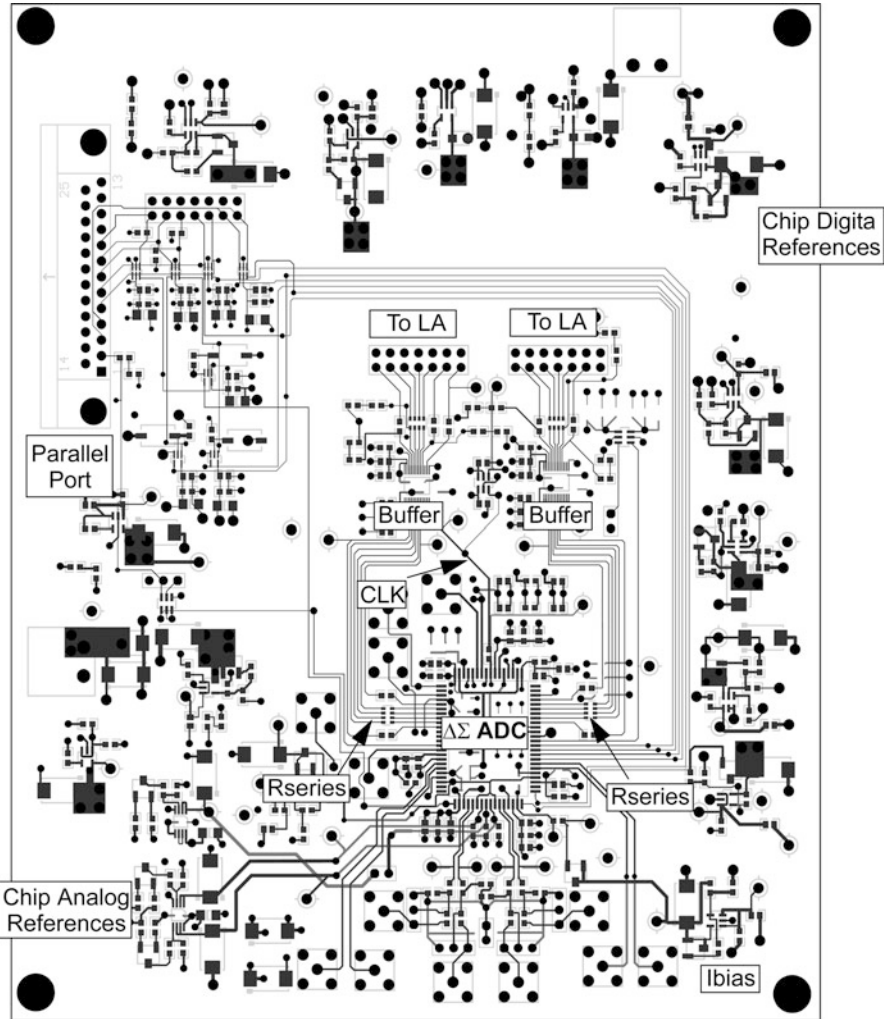 13
25
Chip Digita
References
To LA
To LA
14
Parallel
Port
Buffer
Buffer
CLK
ΔΣ ADC
Rseries
Rseries
Chip Analog
References
Ibias